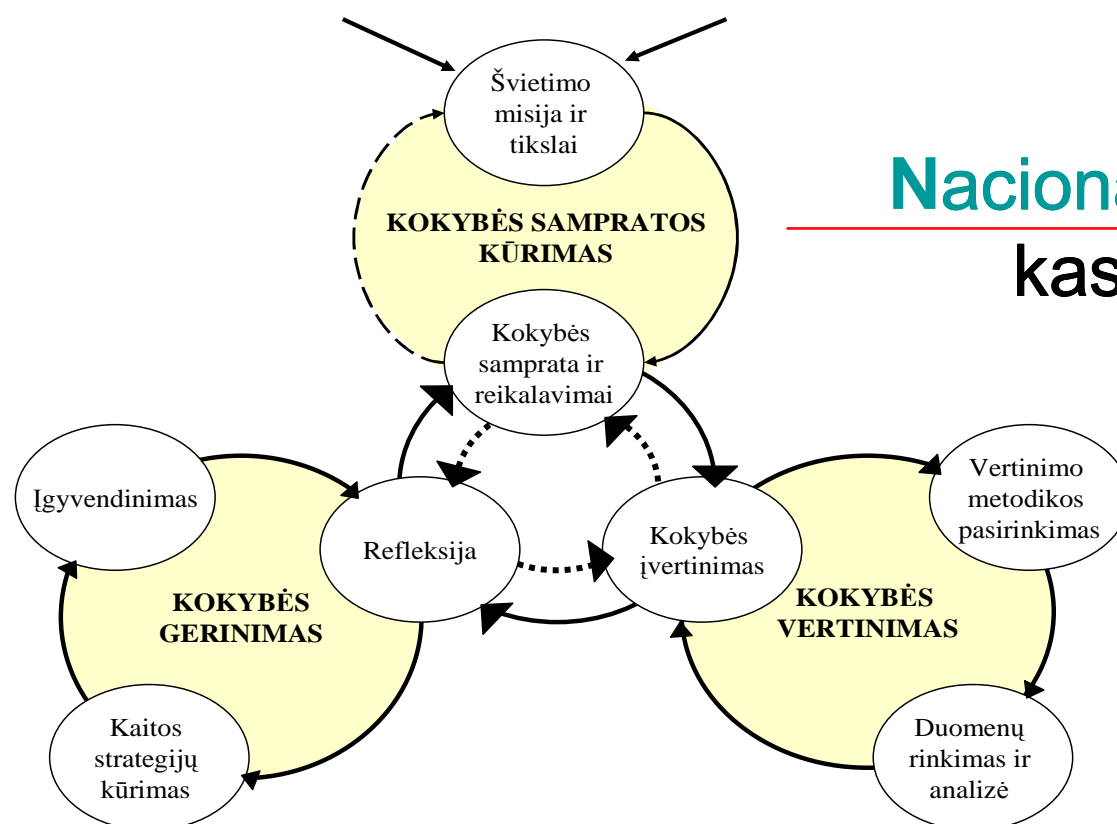 Švietimo
misija ir
tikslai
KOKYBĖS SAMPRATOS
KŪRIMAS
Naciona
kas
Kokybės
samprata ir
reikalavimai
Įgyvendinimas
Refleksija
Kokybės
įvertinimas
Vertinimo
metodikos
pasirinkimas
KOKYBĖS
GERINIMAS
KOKYBĖS
VERTINIMAS
Kaitos
strategijų
kūrimas
Duomenų
rinkimas ir
analizė